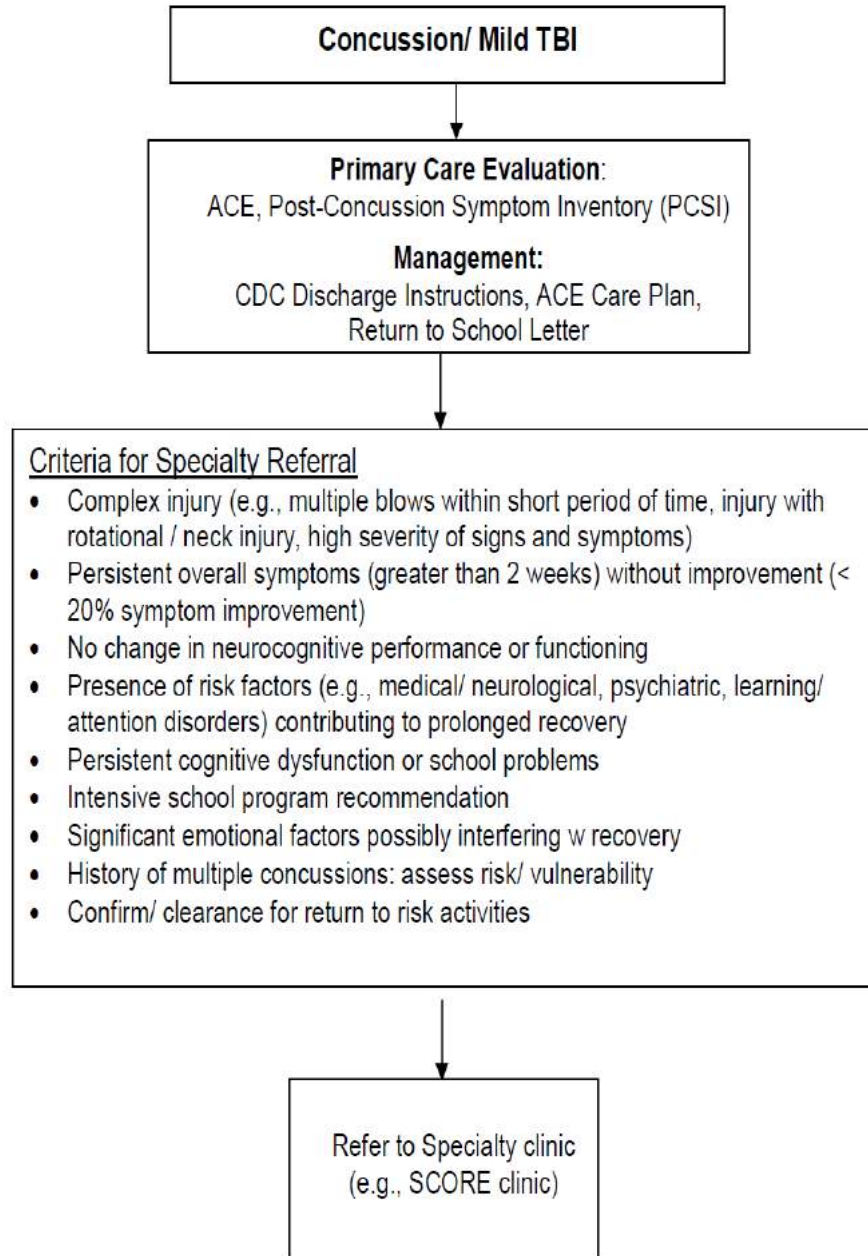 Concussion/ Mild TBI
Primary Care Evaluation:
ACE, Post-Concussion Symptom Inventory (PCSI)
Management:
CDC Discharge Instructions, ACE Care Plan,
Return to School Letter
Criteria for Specialty Referral
• Complex injury (e.g., multiple blows within short period of time, injury with
rotational / neck injury, high severity of signs and symptoms)
• Persistent overall symptoms (greater than 2 weeks) without improvement (<
20% symptom improvement)
• No change in neurocognitive performance or functioning
• Presence of risk factors (e.g., medical/ neurological, psychiatric, learning/
attention disorders) contributing to prolonged recovery
• Persistent cognitive dysfunction or school problems
• Intensive school program recommendation
• Significant emotional factors possibly interfering w recovery
• History of multiple concussions: assess risk/ vulnerability
• Confirm/ clearance for return to risk activities
Refer to Specialty clinic
(e.g., SCORE clinic)